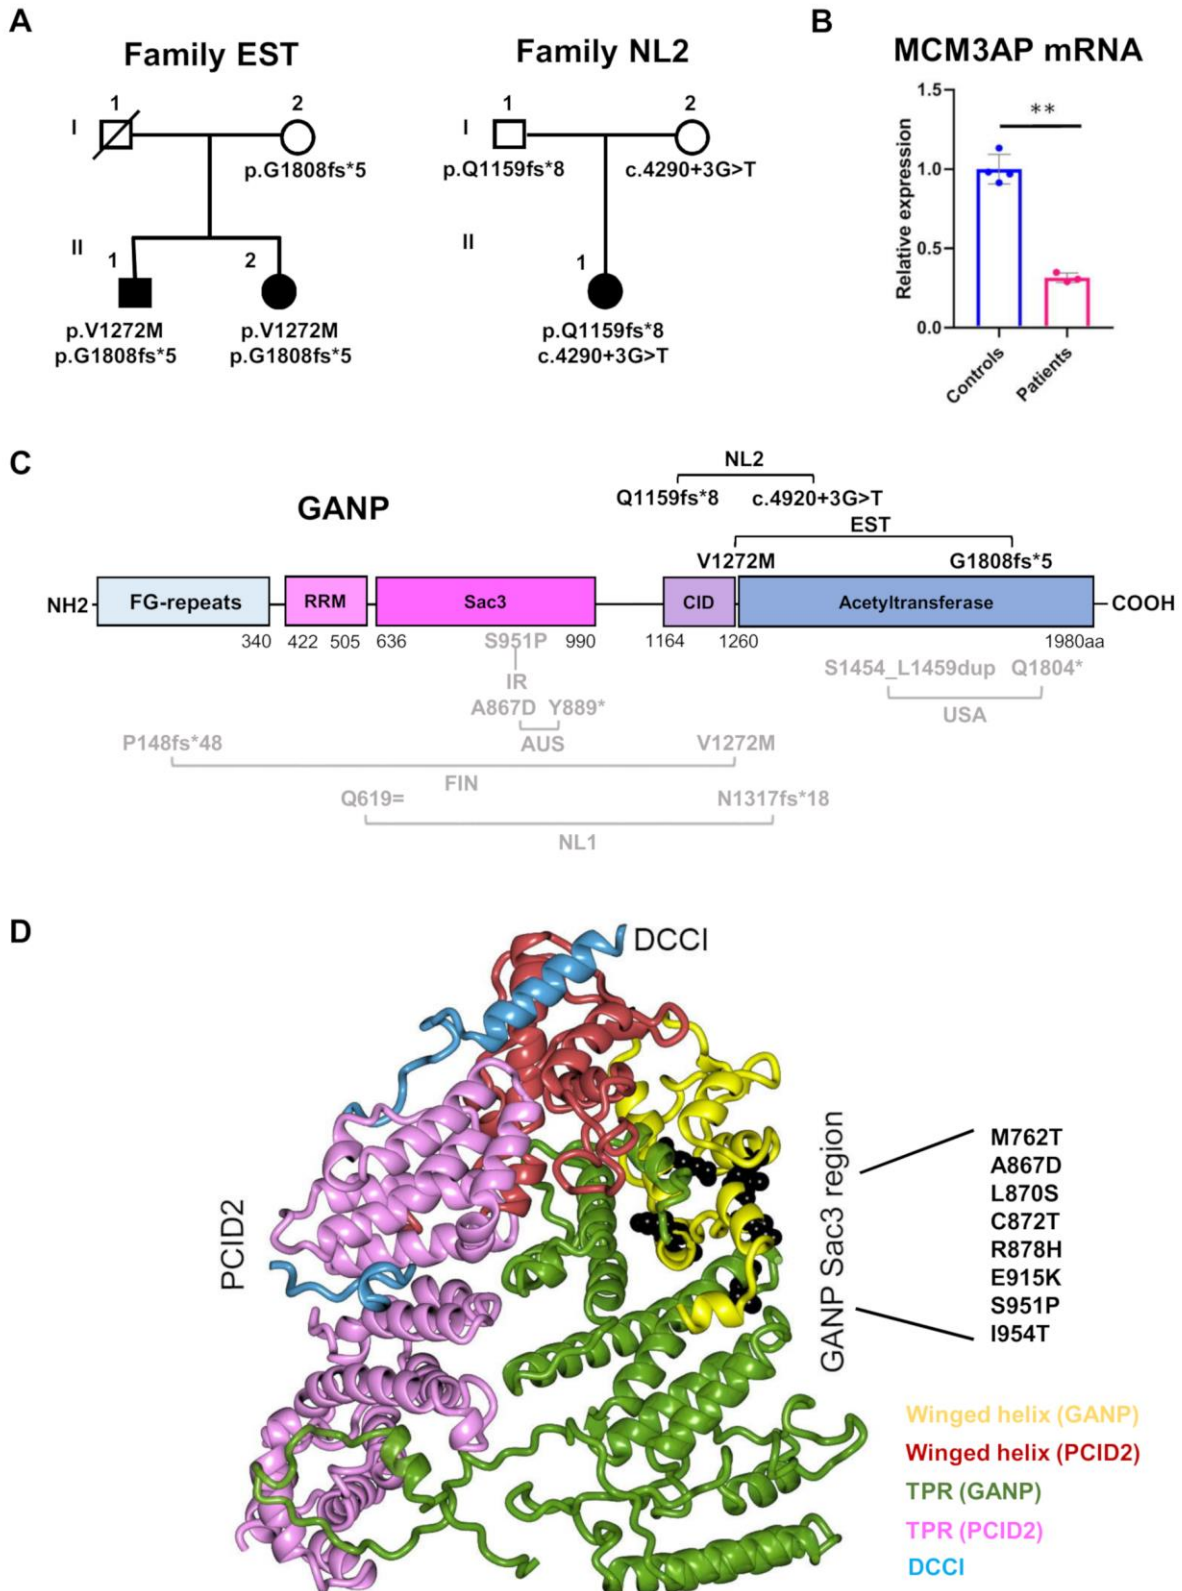 A
Family EST
1
2
I
p.G1808fs*5
II
1
2
p.V1272M
p.G1808fs*5
p.V1272M
p.G1808fs*5
Family NL2
1
2
I
p.Q1159fs*8
c.4290+3G>T
II
1
p.Q1159fs*8
c.4290+3G>T
B
MCM3AP mRNA
**
Relative expression
1.5
1.0
0.5
0.0
Controls
Patients
C
GANP
NL2
Q1159fs*8
c.4920+3G>T
EST
V1272M
G1808fs*5
NH2
FG-repeats
RRM
Sac3
CID
Acetyltransferase
COOH
340
422
505
636
990
1164
1260
1980aa
S951P
IR
A867D
Y889*
AUS
S1454_L1459dup
Q1804*
USA
P148fs*48
V1272M
FIN
Q619=
N1317fs*18
NL1
D
DCCI
PCID2
GANP Sac3 region
M762T
A867D
L870S
C872T
R878H
E915K
S951P
I954T
Winged helix (GANP)
Winged helix (PCID2)
TPR (GANP)
TPR (PCID2)
DCCI